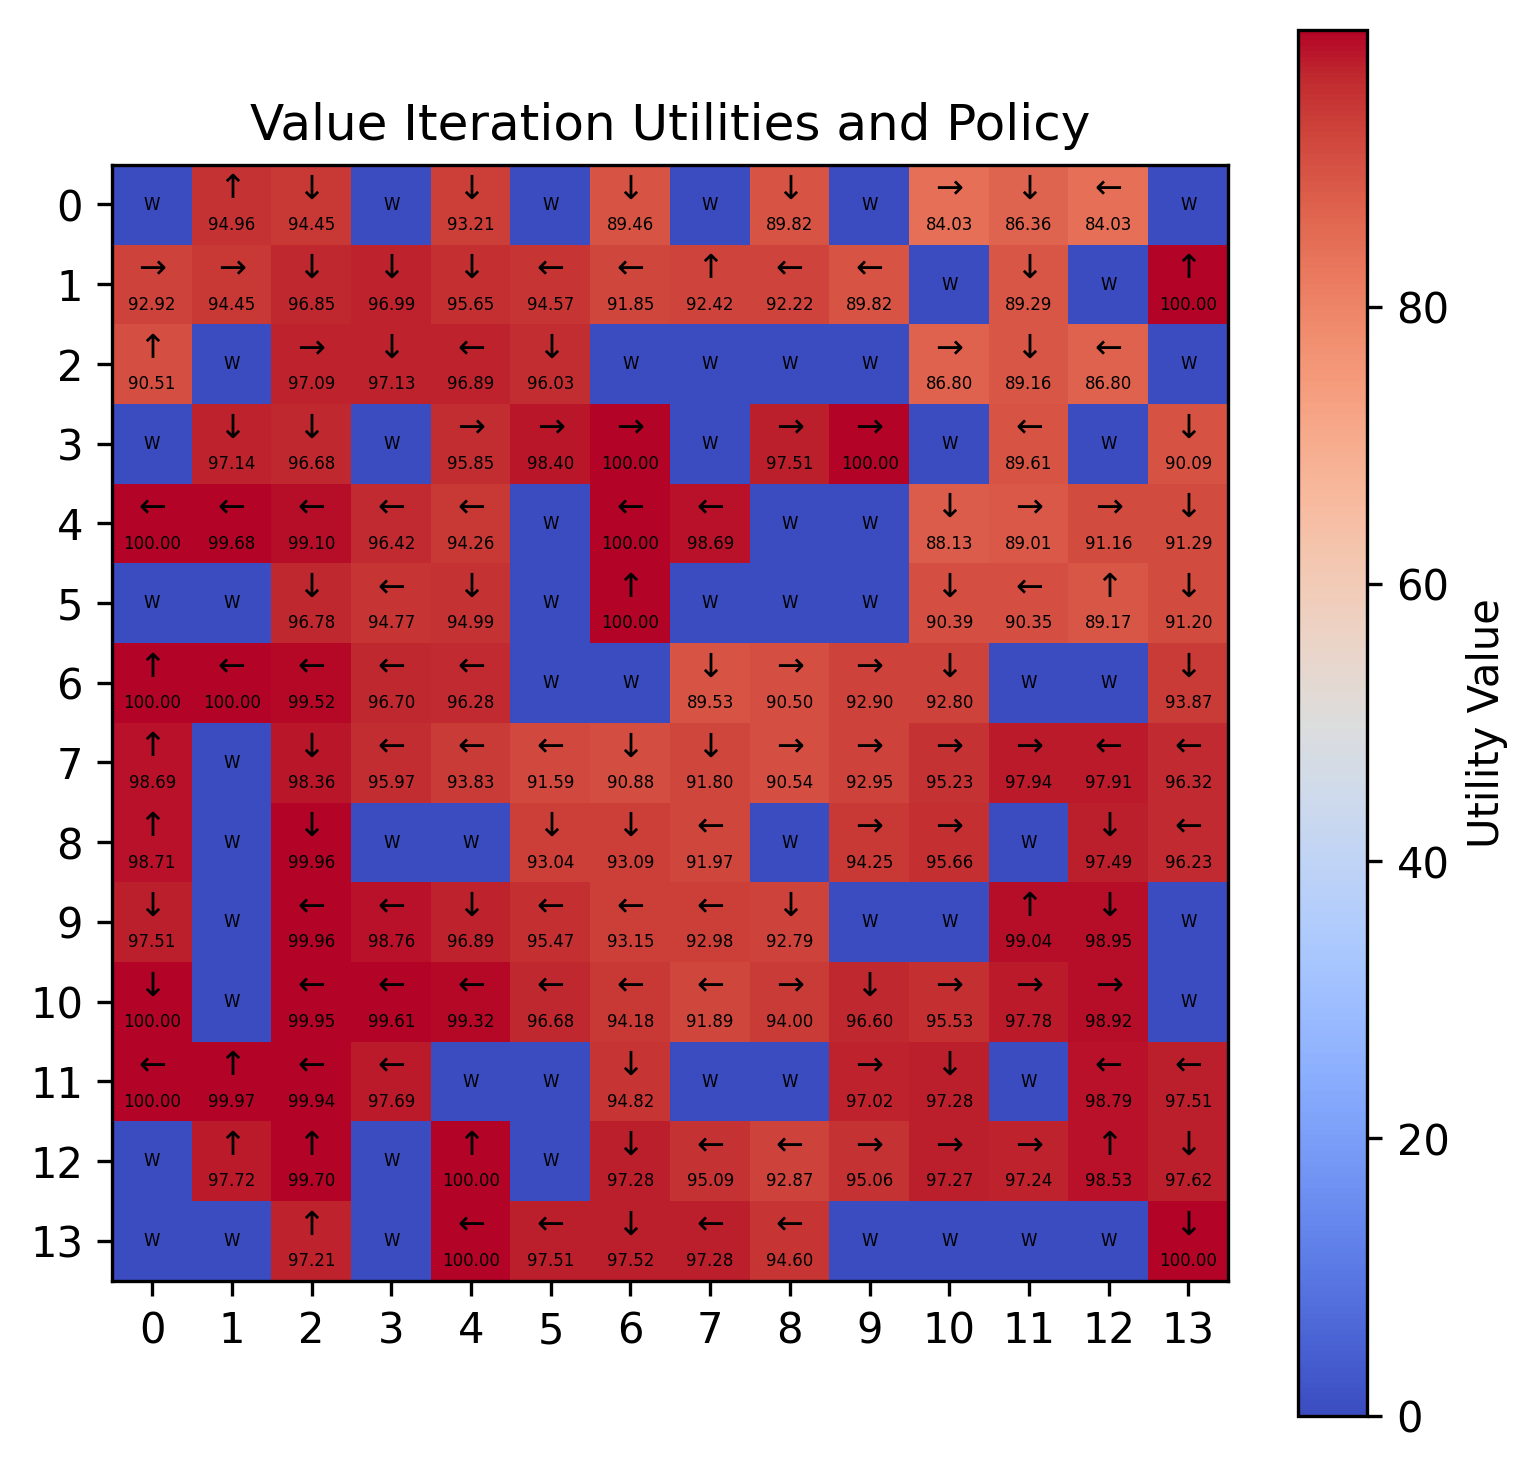 Value Iteration Utilities and Policy
0 W ↑ ↓ W ↓ W ↓ W ↓ W → ↓ ← W
94.96 94.45 93.21 89.46 89.82 84.03 86.36 84.03
1 → → ↓ ↓ ↓ ← ← ↑ ← ← W ↓ W ↑
92.92 94.45 96.85 96.99 95.65 94.57 91.85 92.42 92.22 89.82 89.29 100.00
2 ↑ W → ↓ ← ↓ W W W W → ↓ ← W
90.51 97.09 97.13 96.89 96.03 86.80 89.16 86.80
3 W ↓ ↓ W → → → W → → W ← W ↓
97.14 96.68 95.85 98.40 100.00 97.51 100.00 89.61 90.09
4 ← ← ← ← ← W ← ← W W ↓ → → ↓
100.00 99.68 99.10 96.42 94.26 100.00 98.69 88.13 89.01 91.16 91.29
5 W W ↓ ← ↓ W ↑ W W W ↓ ← ↑ ↓
96.78 94.77 94.99 100.00 90.39 90.35 89.17 91.20
6 ↑ ← ← ← ← W W ↓ → → ↓ W W ↓
100.00 100.00 99.52 96.70 96.28 89.53 90.50 92.90 92.80 93.87
7 ↑ W ↓ ← ← ← ↓ ↓ → → → → ← ←
98.69 98.36 95.97 93.83 91.59 90.88 91.80 90.54 92.95 95.23 97.94 97.91 96.32
8 ↑ W ↓ W W ↓ ↓ ← W → → W ↓ ←
98.71 99.96 93.04 93.09 91.97 94.25 95.66 97.49 96.23
9 ↓ W ← ← ↓ ← ← ← ↓ W W ↑ ↓ W
97.51 99.96 98.76 96.89 95.47 93.15 92.98 92.79 99.04 98.95
10 ↓ W ← ← ← ← ← ← → ↓ → → → W
100.00 99.95 99.61 99.32 96.68 94.18 91.89 94.00 96.60 95.53 97.78 98.92
11 ← ↑ ← ← W W ↓ W W → ↓ W ← ←
100.00 99.97 99.94 97.69 94.82 97.02 97.28 98.79 97.51
12 W ↑ ↑ W ↑ W ↓ ← ← → → → ↑ ↓
97.72 99.70 100.00 97.28 95.09 92.87 95.06 97.27 97.24 98.53 97.62
13 W W ↑ W ← ← ↓ ← ← W W W W ↓
97.21 100.00 97.51 97.52 97.28 94.60 100.00
0 1 2 3 4 5 6 7 8 9 10 11 12 13
80
60
40
20
0
Utility Value